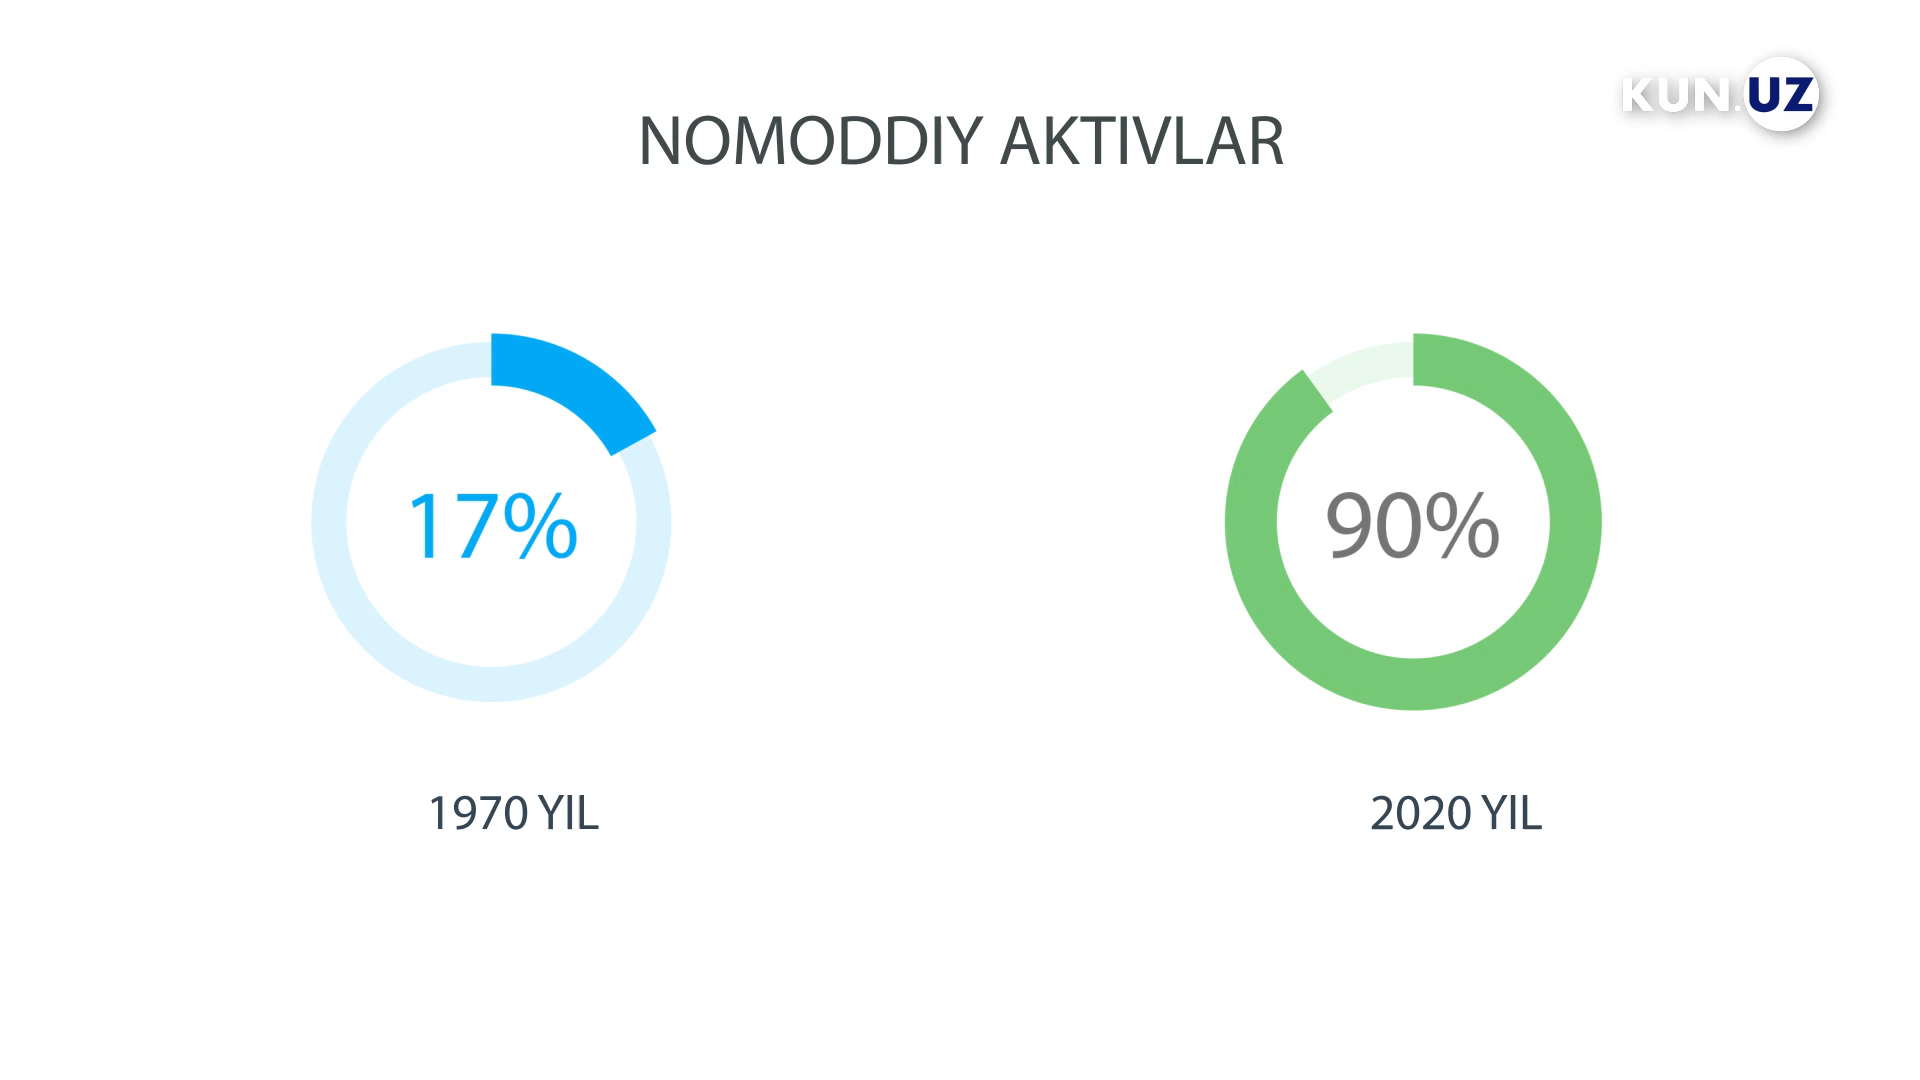 KUN.UZ
NOMODDIY AKTIVLAR
17%
90%
1970 YIL
2020 YIL